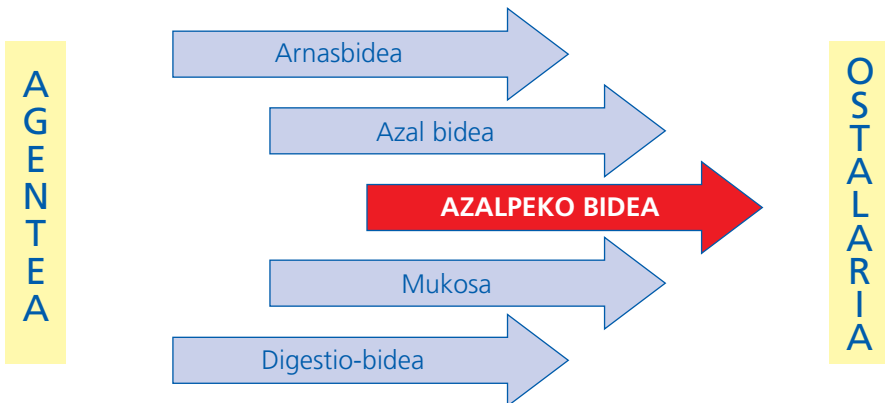 AGENTEA
Arnasbidea
Azal bidea
AZALPEKO BIDEA
Mukosa
Digestio-bidea
OSTALARIA